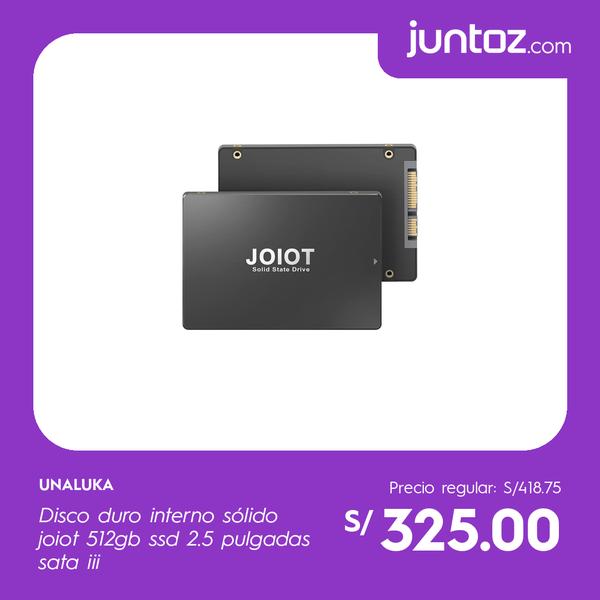 juntoz.com
JOIOT
Solid State Drive
UNALUKA
Disco duro interno sólido
joiot 512gb ssd 2.5 pulgadas
sata iii
Precio regular: S/418.75
S/ 325.00